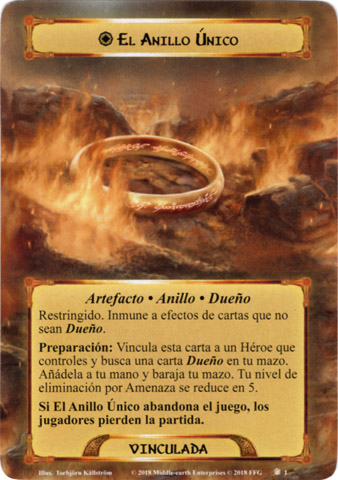 El Anillo Único
Artefacto • Anillo • Dueño
Restringido. Inmune a efectos de cartas que no
sean Dueño.
Preparación: Vincula esta carta a un Héroe que
controles y busca una carta Dueño en tu mazo.
Añádela a tu mano y baraja tu mazo. Tu nivel de
eliminación por Amenaza se reduce en 5.
Si El Anillo Único abandona el juego, los
jugadores pierden la partida.
VINCULADA
Illus. Torbjörn Källström © 2018 Middle-earth Enterprises © 2018 FFG 1